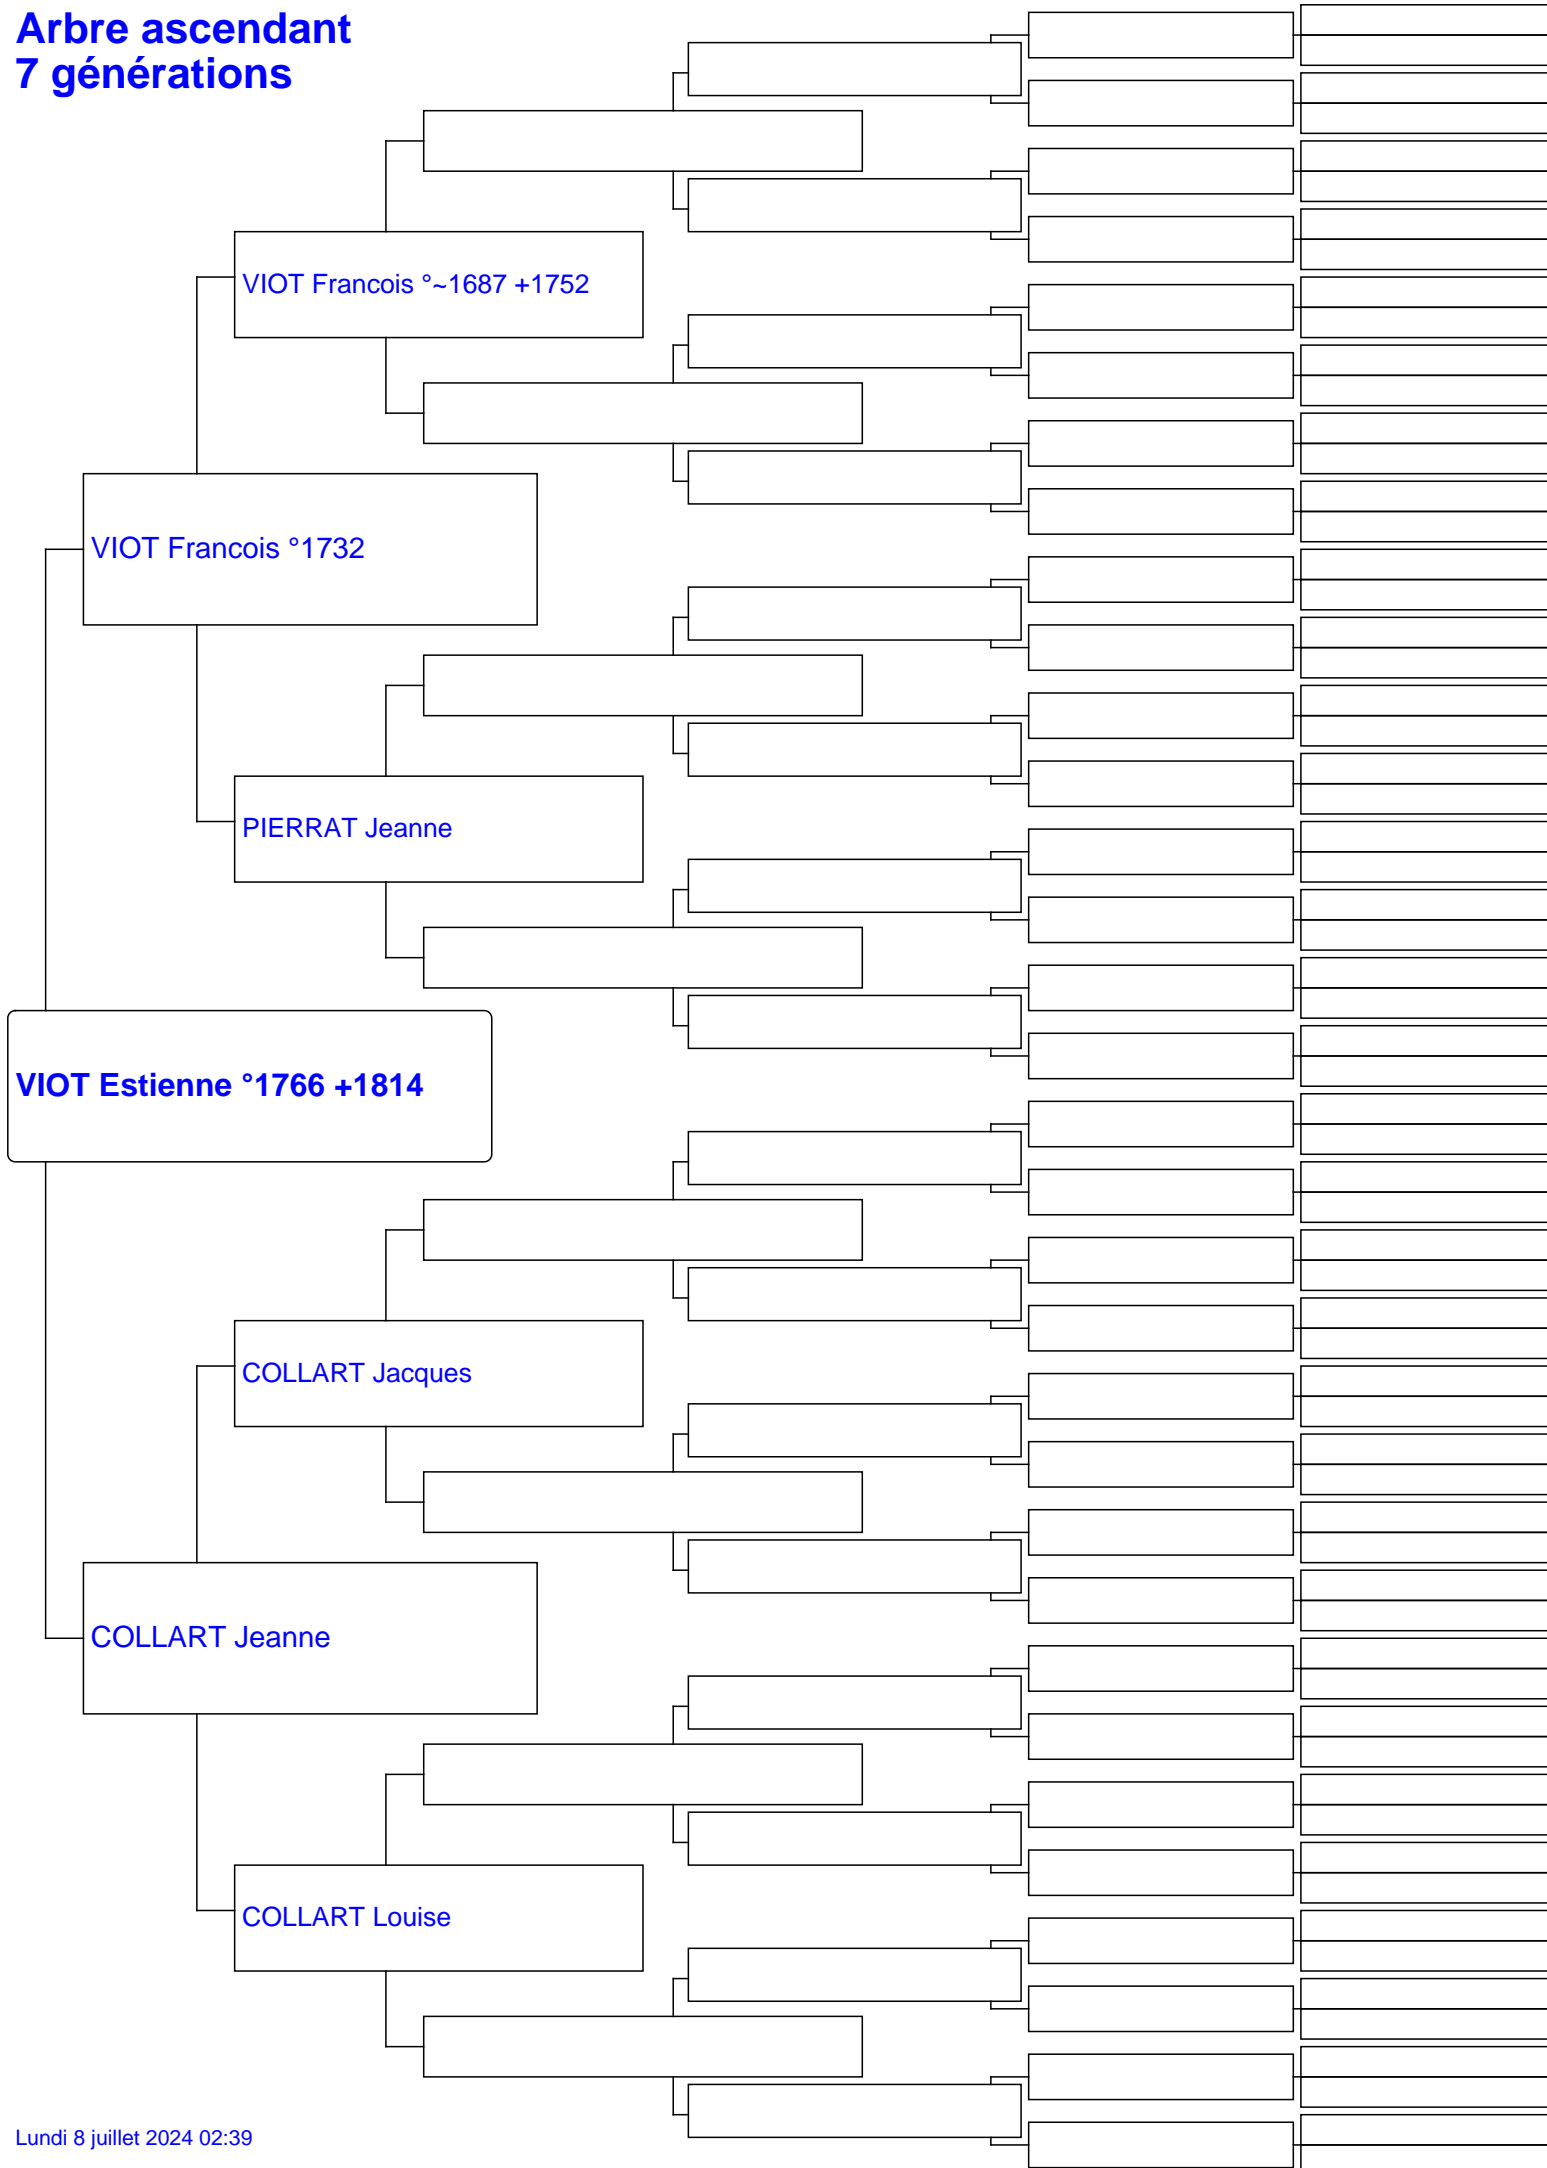 Arbre ascendant
7 générations
VIOT Francois °~1687 +1752
VIOT Francois °1732
PIERRAT Jeanne
VIOT Estienne °1766 +1814
COLLART Jacques
COLLART Jeanne
COLLART Louise
Lundi 8 juillet 2024 02:39